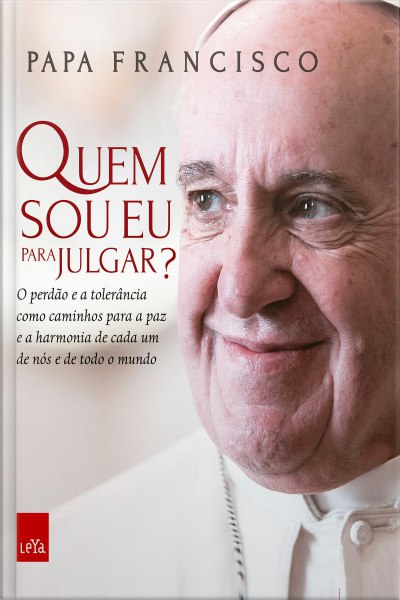 PAPA FRANCISCO
QUEM
SOU EU
PARA JULGAR?
O perdão e a tolerância
como caminhos para a paz
e a harmonia de cada um
de nós e de todo o mundo
LeYa